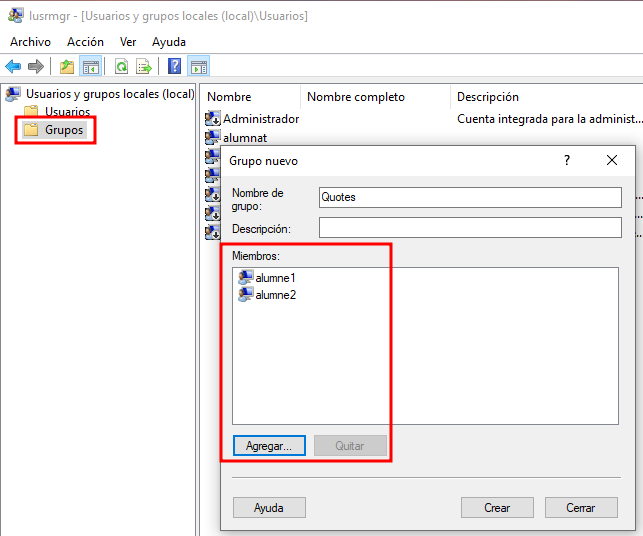 lusrmgr - [Usuarios y grupos locales (local)\Usuarios]
Archivo Acción Ver Ayuda
Usuarios y grupos locales (local)
Usuarios
Grupos
Nombre Nombre completo Descripción
Administrador Cuenta integrada para la administ...
alumnat
Grupo nuevo
Nombre de
grupo:
Quotes
Descripción:
Miembros:
alumne1
alumne2
Agregar... Quitar
Ayuda Crear Cerrar